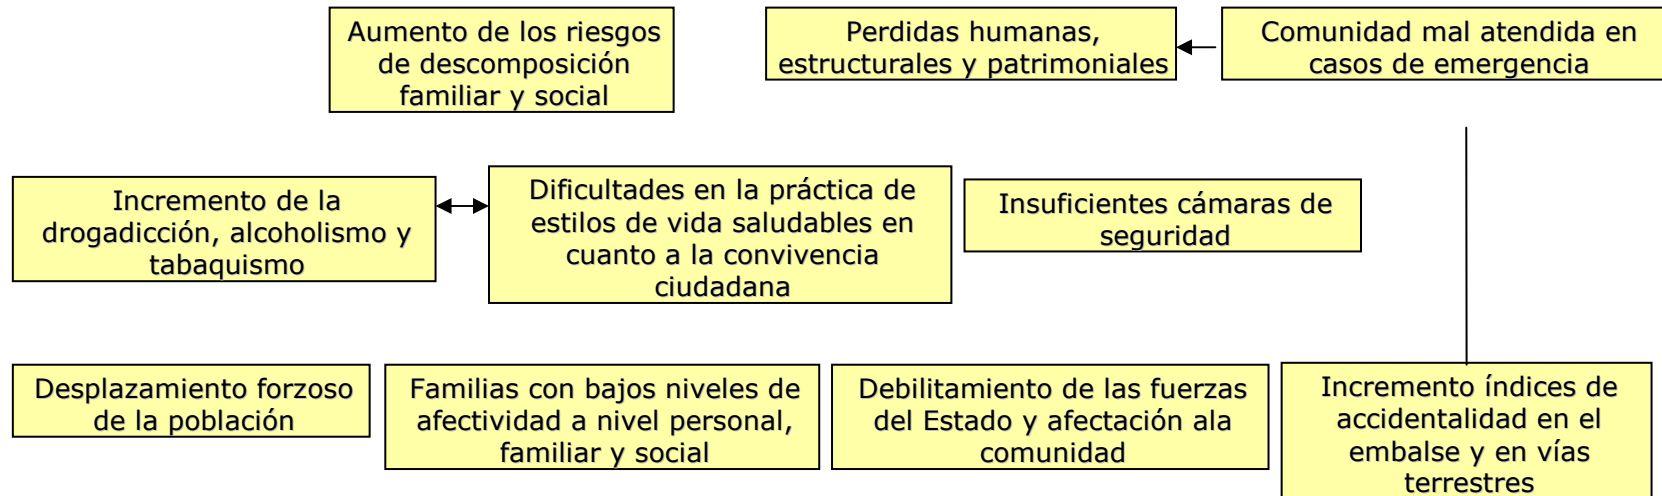 Aumento de los riesgos
de descomposición
familiar y social
Perdidas humanas,
estructurales y patrimoniales
Comunidad mal atendida en
casos de emergencia
Incremento de la
drogadicción, alcoholismo y
tabaquismo
Dificultades en la práctica de
estilos de vida saludables en
cuanto a la convivencia
ciudadana
Insuficientes cámaras de
seguridad
Desplazamiento forzoso
de la población
Familias con bajos niveles de
afectividad a nivel personal,
familiar y social
Debilitamiento de las fuerzas
del Estado y afectación ala
comunidad
Incremento índices de
accidentalidad en el
embalse y en vías
terrestres